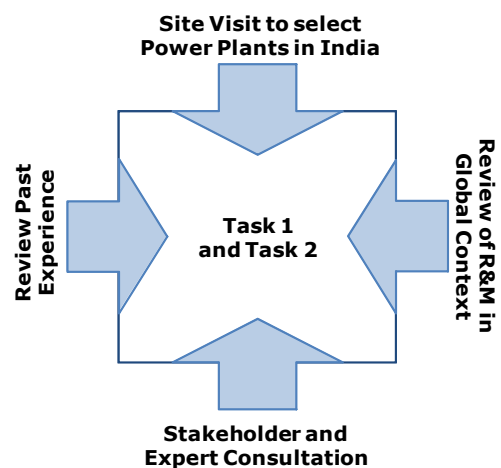 Site Visit to select
Power Plants in India
Review Past
Experience
Task 1
and Task 2
Review of R&M in
Global Context
Stakeholder and
Expert Consultation